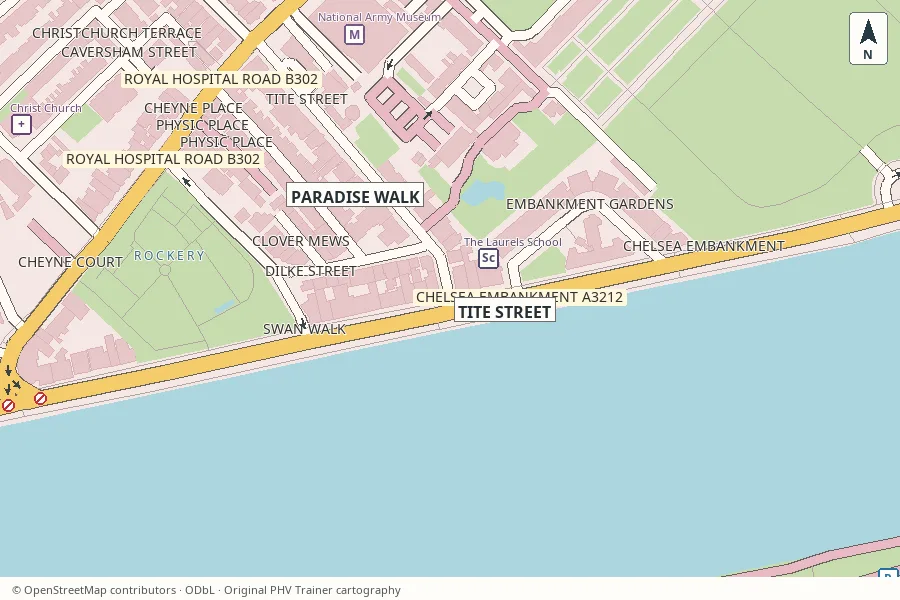 National Army Museum
CHRISTCHURCH TERRACE
M
CAVERSHAM STREET
N
ROYAL HOSPITAL ROAD B302
TITE STREET
Christ Church
CHEYNE PLACE
PHYSIC PLACE
PHYSIC PLACE
ROYAL HOSPITAL ROAD B302
PARADISE WALK
EMBANKMENT GARDENS
CLOVER MEWS
The Laurels School
CHELSEA EMBANKMENT
ROCKERY
Sc
CHEYNE COURT
DILKE STREET
CHELSEA EMBANKMENT A3212
TITE STREET
SWAN WALK
© OpenStreetMap contributors · ODbL · Original PHV Trainer cartography